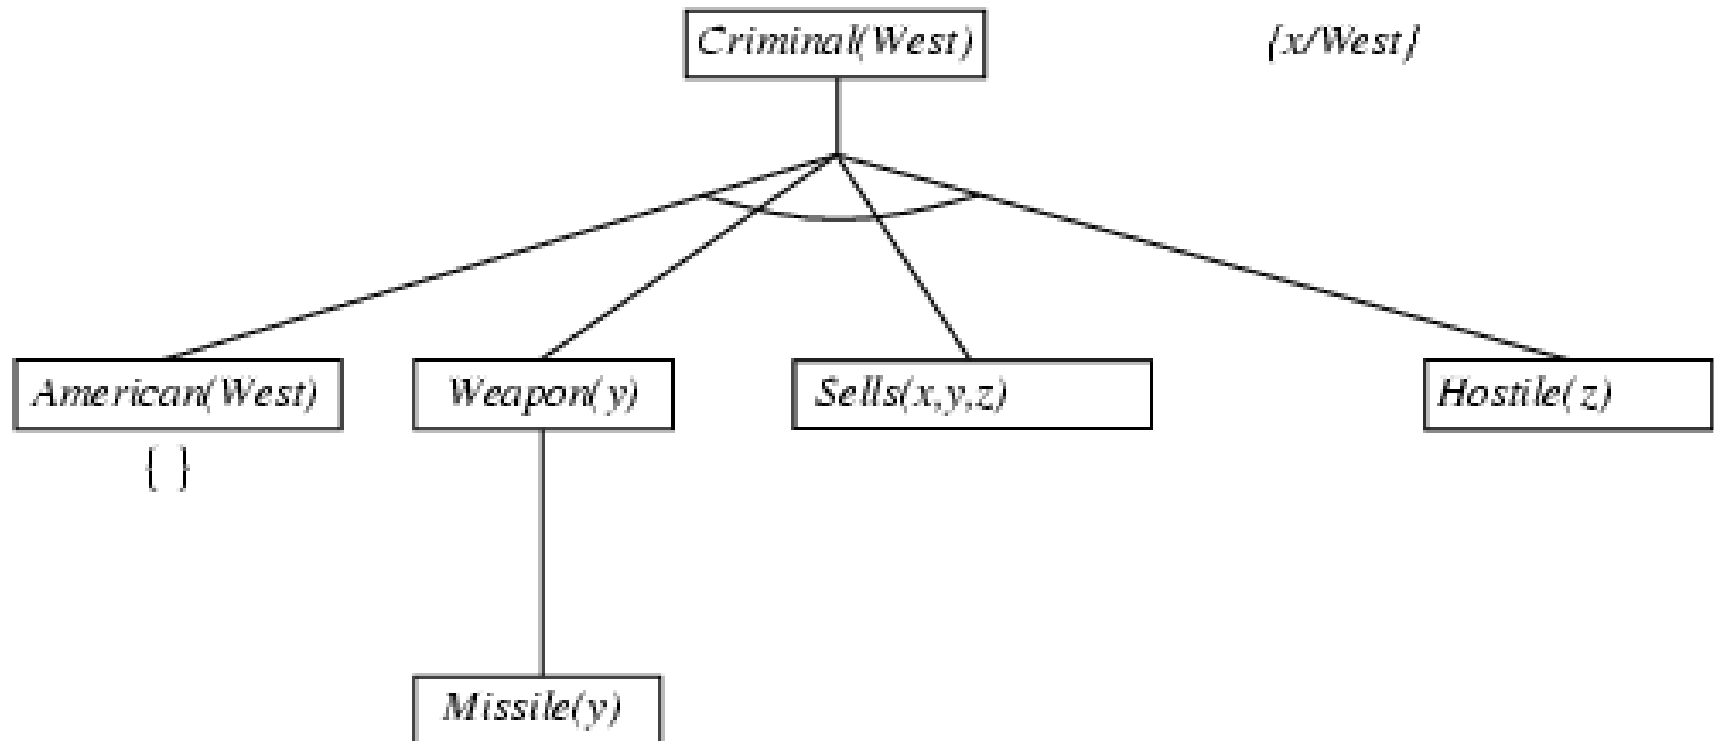 Criminal(West) {x/West}
American(West) Weapon(y) Sells(x,y,z) Hostile(z)
{ }
Missile(y)